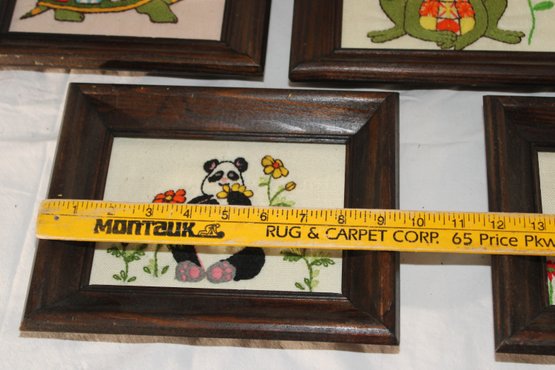 1 2 3 4 5 6 7 8 9 10 11 12 13
MONTAUK RUG & CARPET CORP. 65 Price Pkw